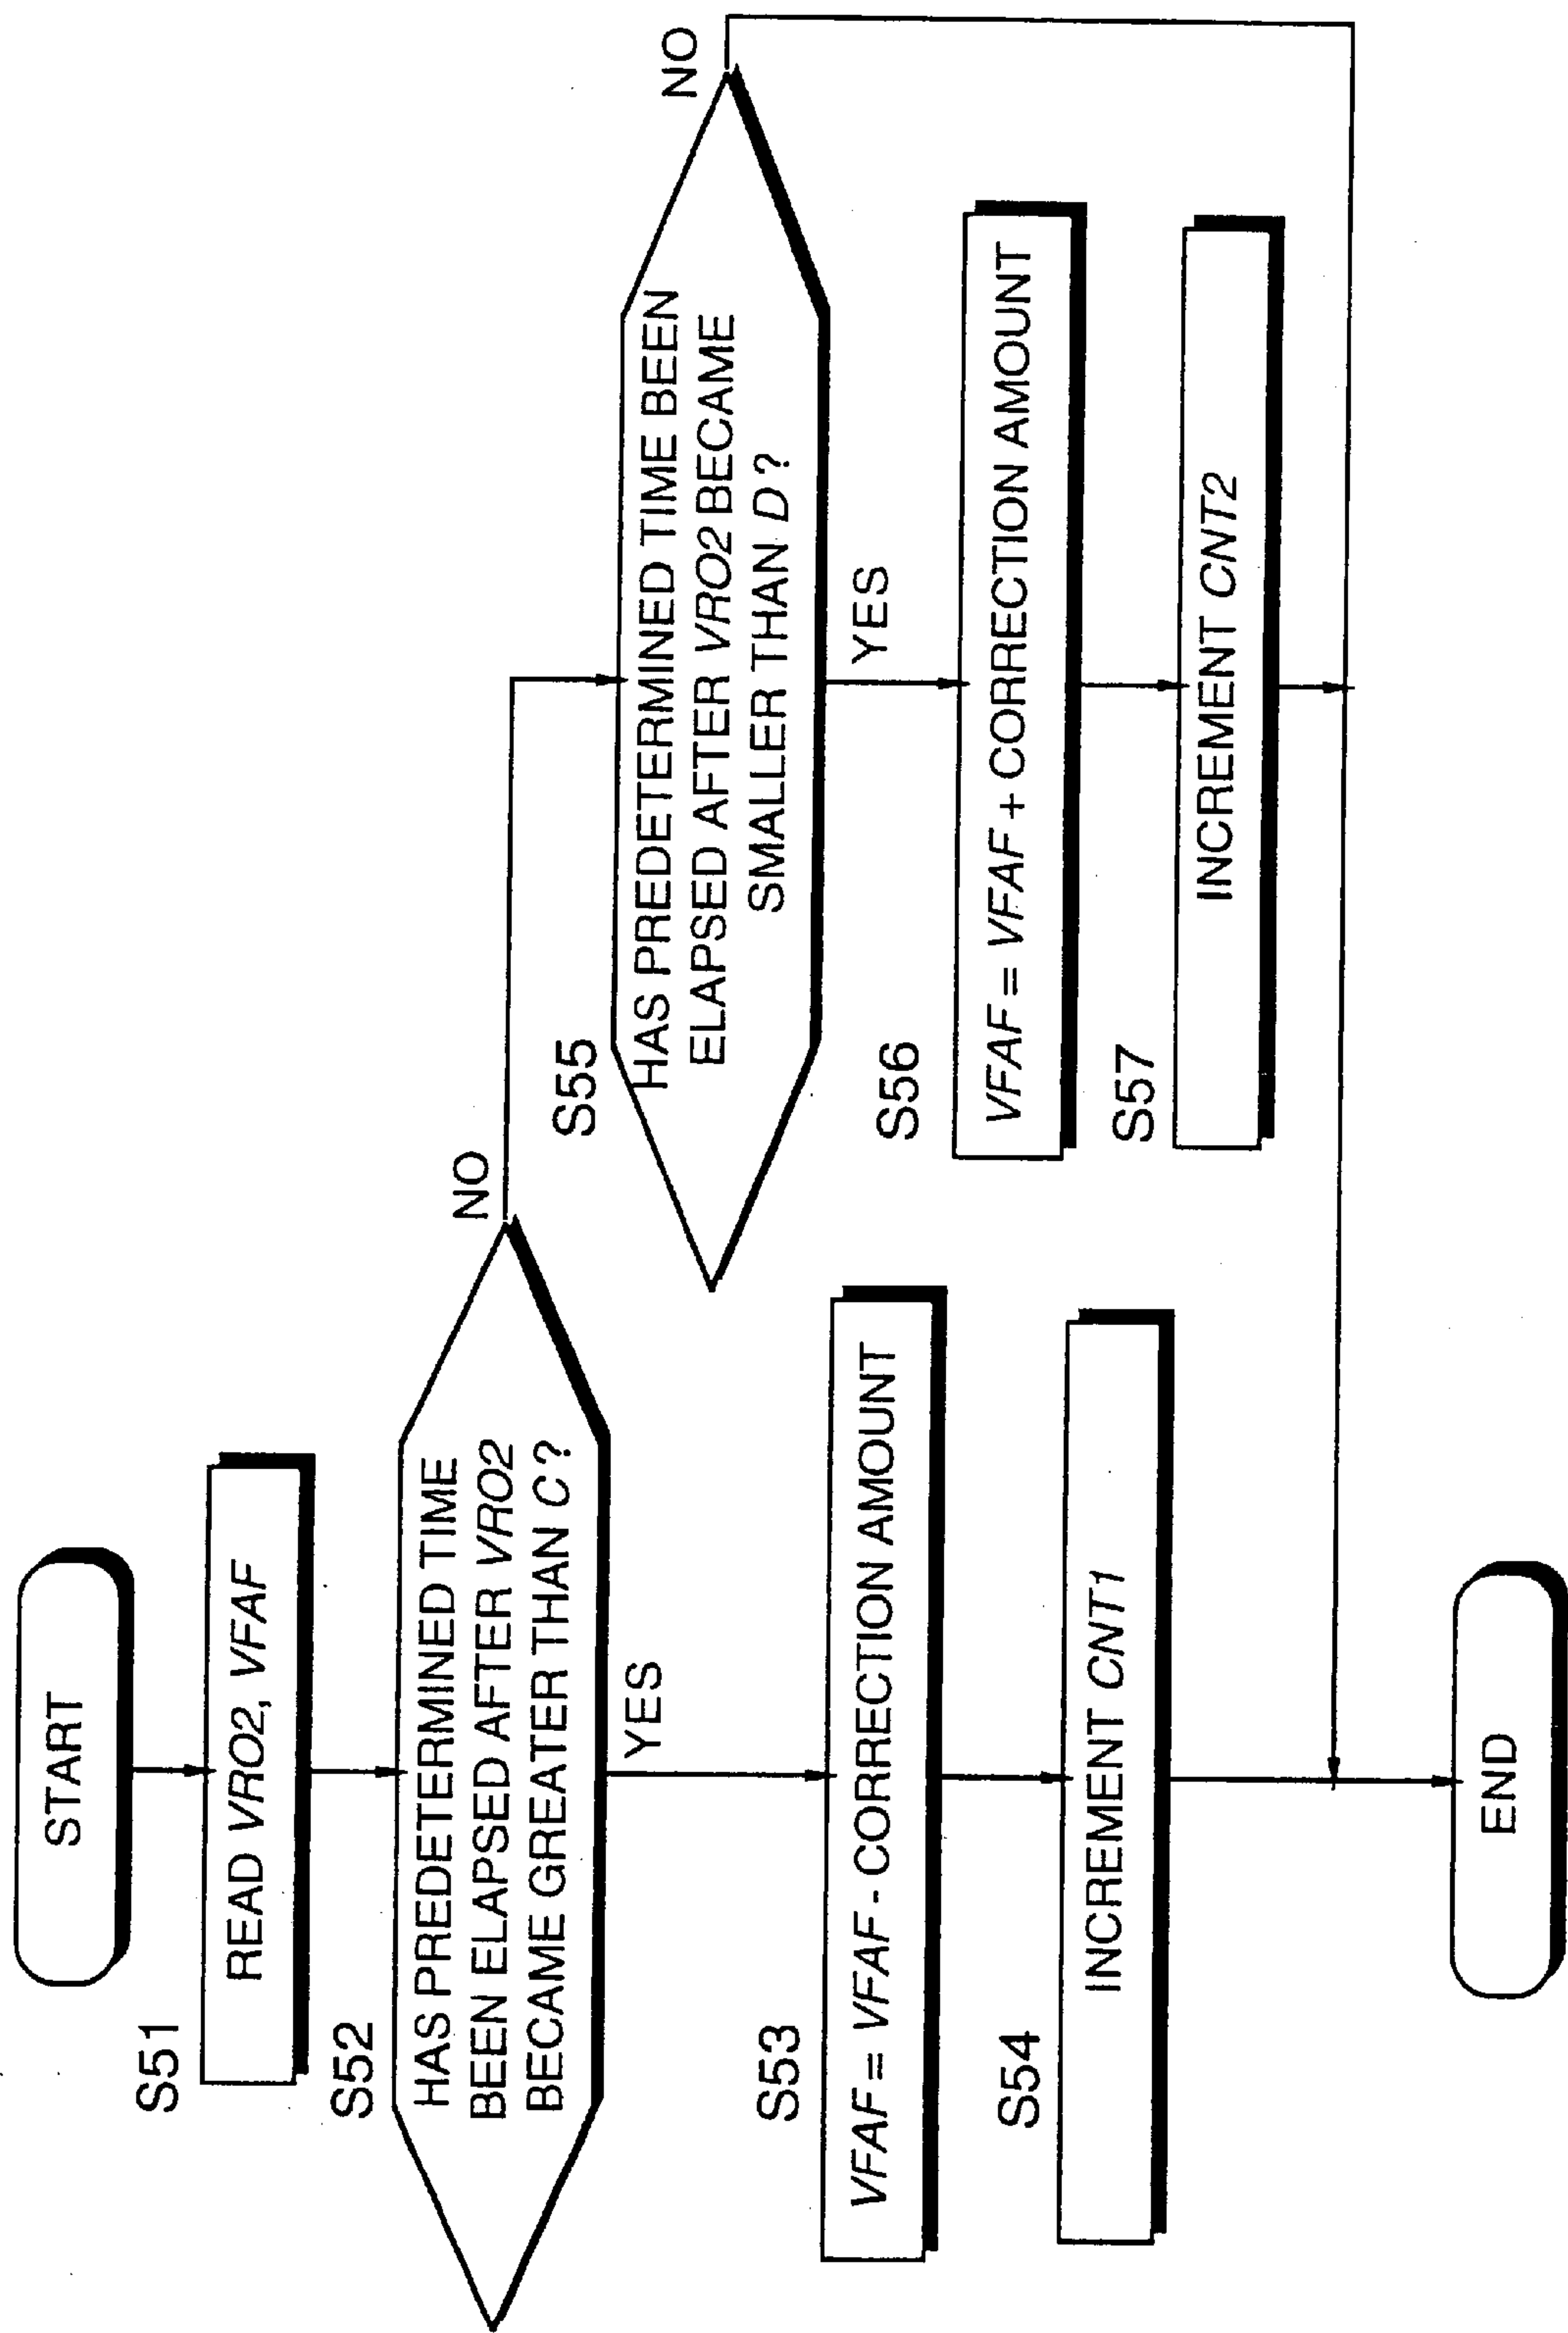 START
S51
READ VRO2, VFAF
S52
HAS PREDETERMINED TIME
BEEN ELAPSED AFTER VRO2
BECAME GREATER THAN C?
NO
YES
S53
VFAF = VFAF - CORRECTION AMOUNT
S54
INCREMENT CNT1
S55
HAS PREDETERMINED TIME BEEN
ELAPSED AFTER VRO2 BECAME
SMALLER THAN D?
NO
YES
S56
VFAF = VFAF + CORRECTION AMOUNT
S57
INCREMENT CNT2
END